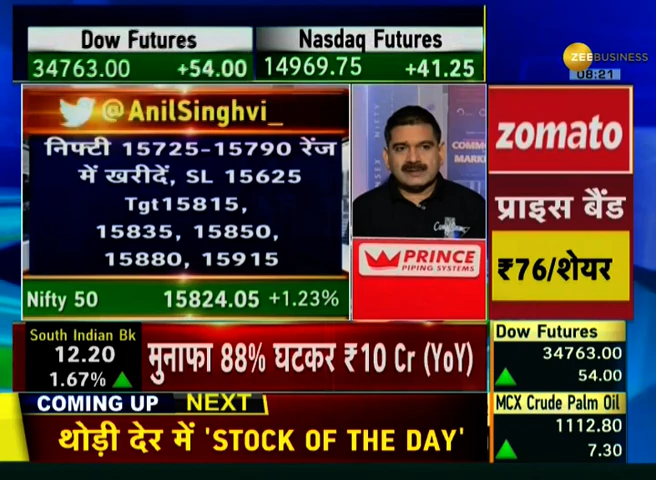 Dow Futures
34763.00 +54.00
Nasdaq Futures
14969.75 +41.25
ZEEBUSINESS
08:21
@AnilSinghvi_
निफ्टी 15725-15790 रेंज
में खरीदें, SL 15625
Tgt15815,
15835, 15850,
15880, 15915
Nifty 50 15824.05 +1.23%
PRINCE
PIPING SYSTEMS
zomato
प्राइस बैंड
₹76/शेयर
South Indian Bk
12.20
1.67%
मुनाफा 88% घटकर ₹10 Cr (YoY)
Dow Futures
34763.00
54.00
MCX Crude Palm Oil
1112.80
7.30
COMING UP NEXT
थोड़ी देर में 'STOCK OF THE DAY'